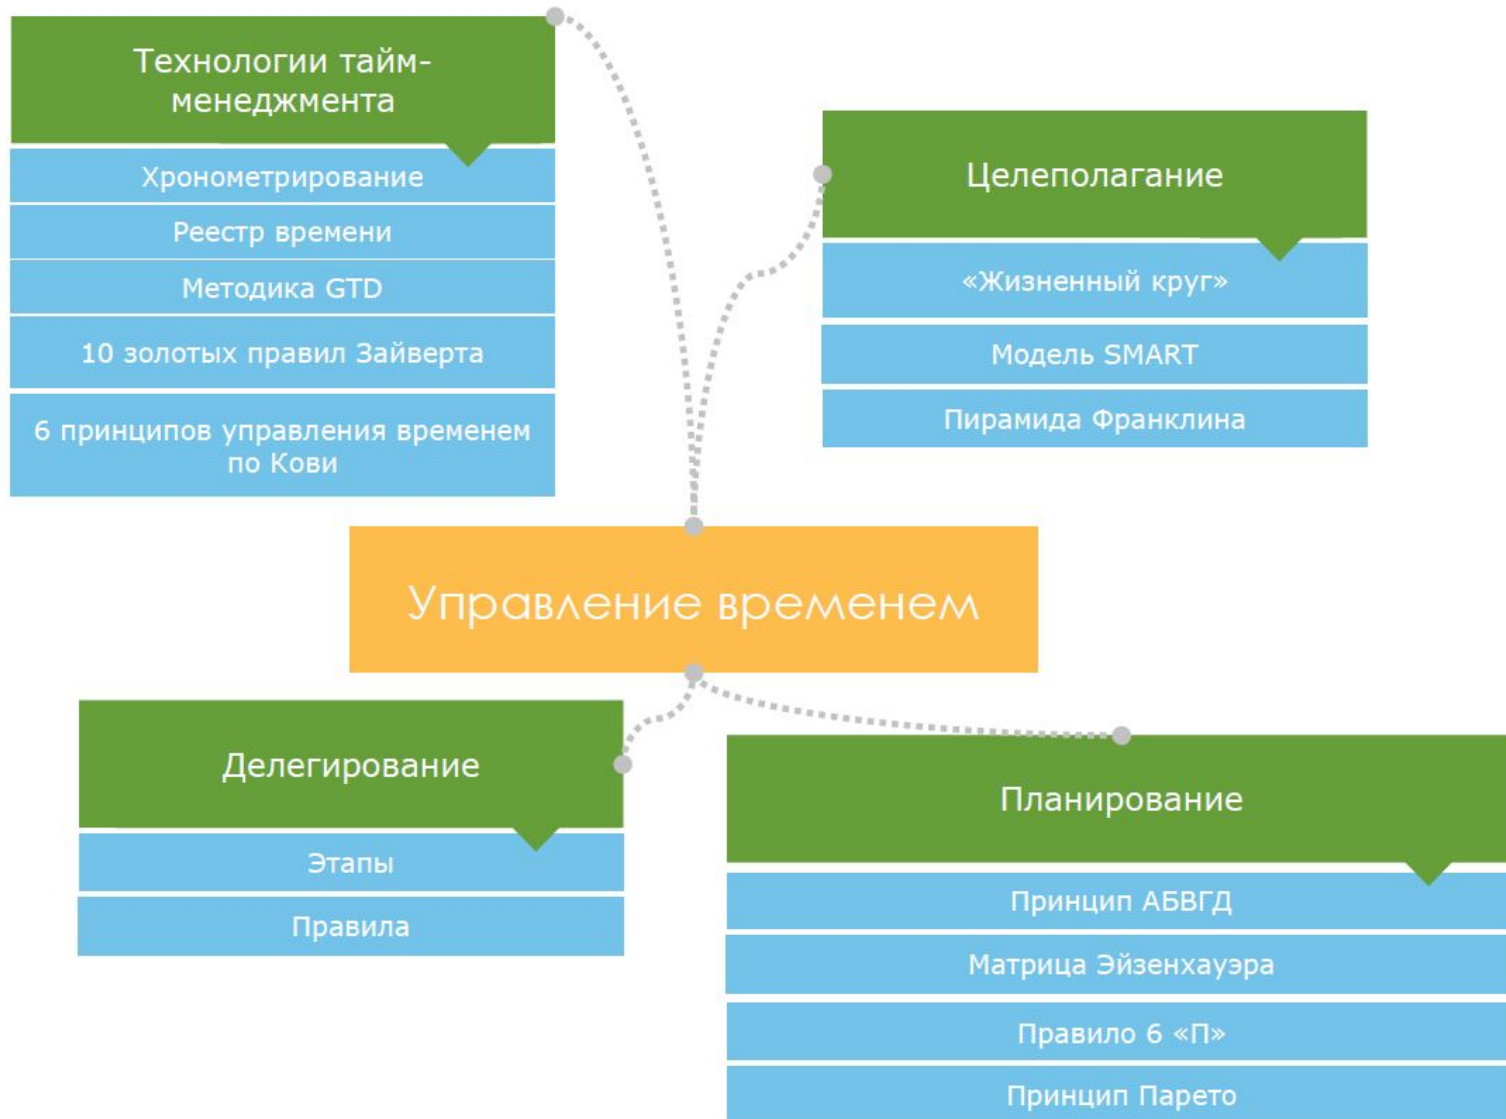 Технологии тайм-
менеджмента
Хронометрирование
Реестр времени
Методика GTD
10 золотых правил Зайверта
6 принципов управления временем
по Кови
Целеполагание
«Жизненный круг»
Модель SMART
Пирамида Франклина
Управление временем
Делегирование
Этапы
Правила
Планирование
Принцип АБВГД
Матрица Эйзенхауэра
Правило 6 «П»
Принцип Парето